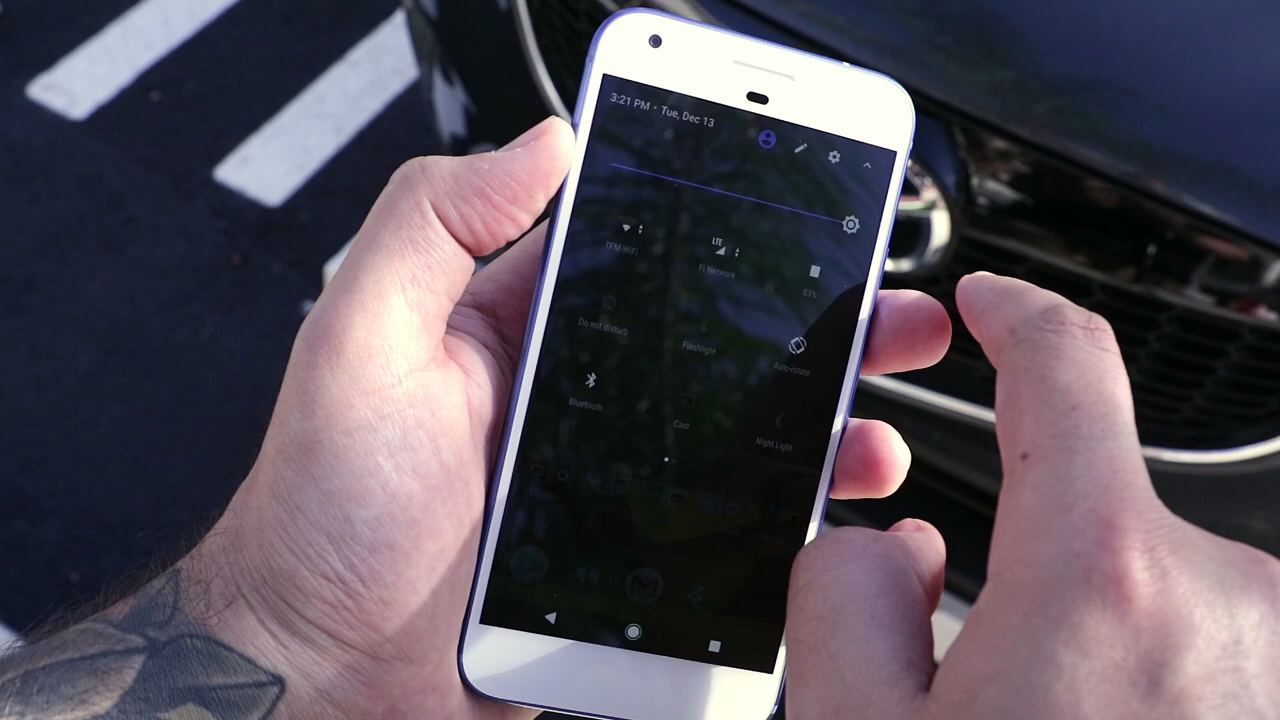 3:21 PM • Tue, Dec 13
TFM-WiFi
LTE
Fi Network
83%
Do not disturb
Flashlight
Auto-rotate
Bluetooth
Cast
Night Light